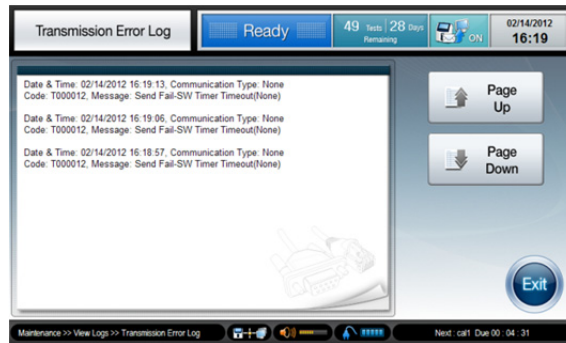 Transmission Error Log
Ready
49 Tests 28 Days
Remaining
ON
02/14/2012
16:19
Date & Time: 02/14/2012 16:19:13, Communication Type: None
Code: T000012, Message: Send Fail-SW Timer Timeout(None)
Date & Time: 02/14/2012 16:19:06, Communication Type: None
Code: T000012, Message: Send Fail-SW Timer Timeout(None)
Date & Time: 02/14/2012 16:18:57, Communication Type: None
Code: T000012, Message: Send Fail-SW Timer Timeout(None)
Page
Up
Page
Down
Exit
Maintenance >> View Logs >> Transmission Error Log
Next : cal1 Due 00 : 04 : 31